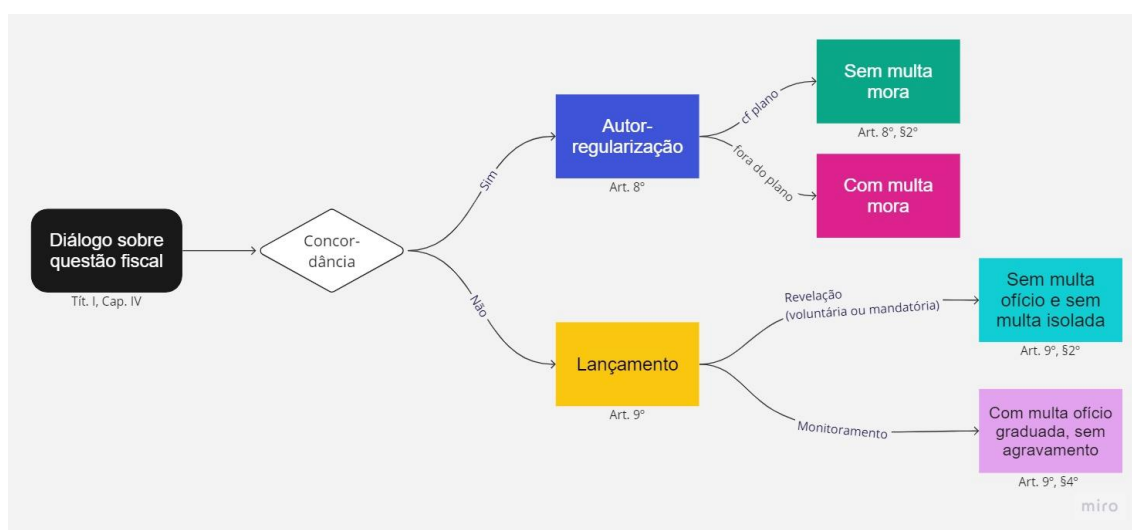 Diálogo sobre
questão fiscal
Tít. I, Cap. IV
Concor-
dância
Sim
Não
Autor-
regularização
Art. 8º
cf plano
fora do plano
Sem multa
mora
Art. 8º, §2º
Com multa
mora
Lançamento
Art. 9º
Revelação
(voluntária ou mandatória)
Monitoramento
Sem multa
ofício e sem
multa isolada
Art. 9º, §2º
Com multa ofício
graduada, sem
agravamento
Art. 9º, §4º
miro